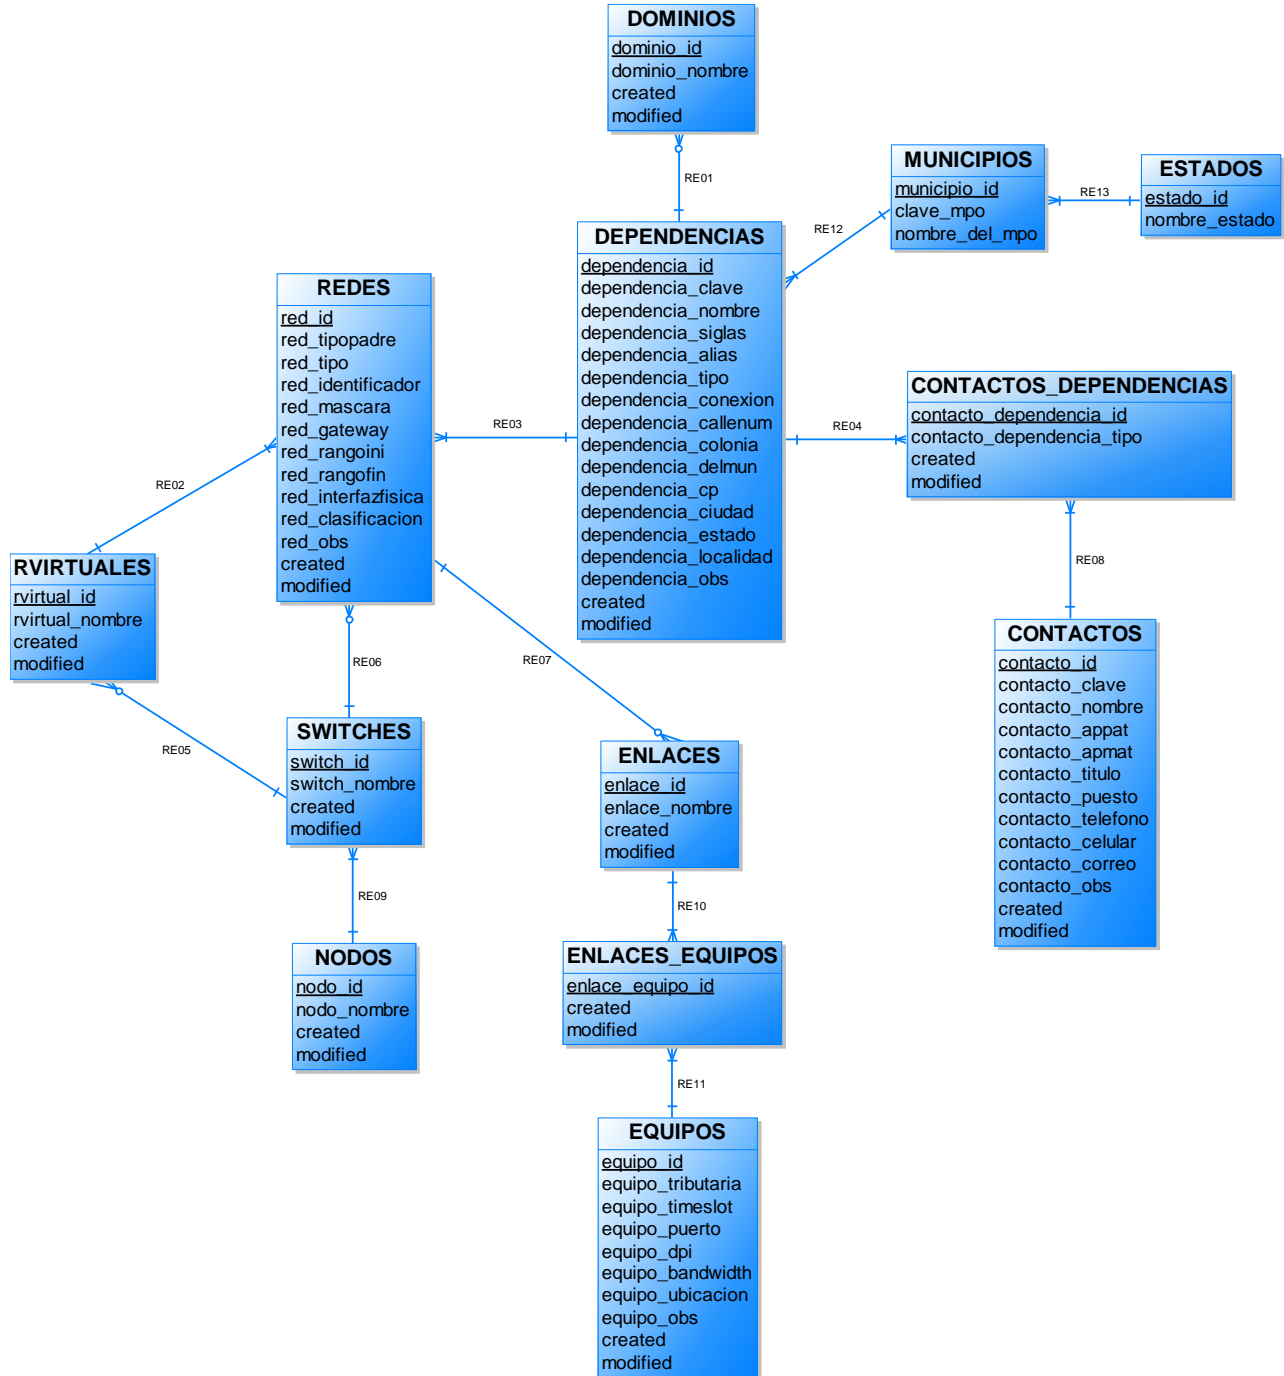 DOMINIOS
dominio_id
dominio_nombre
created
modified
RE01
MUNICIPIOS
municipio_id
clave_mpo
nombre_del_mpo
RE13
ESTADOS
estado_id
nombre_estado
RE12
DEPENDENCIAS
dependencia_id
dependencia_clave
dependencia_nombre
dependencia_siglas
dependencia_alias
dependencia_tipo
dependencia_conexion
dependencia_callenum
dependencia_colonia
dependencia_delmun
dependencia_cp
dependencia_ciudad
dependencia_estado
dependencia_localidad
dependencia_obs
created
modified
REDES
red_id
red_tipopadre
red_tipo
red_identificador
red_mascara
red_gateway
red_rangoini
red_rangofin
red_interfazfisica
red_clasificacion
red_obs
created
modified
RE03
RE04
CONTACTOS_DEPENDENCIAS
contacto_dependencia_id
contacto_dependencia_tipo
created
modified
RE02
RE08
RVIRTUALES
rvirtual_id
rvirtual_nombre
created
modified
RE06
RE07
RE05
CONTACTOS
contacto_id
contacto_clave
contacto_nombre
contacto_appat
contacto_apmat
contacto_titulo
contacto_puesto
contacto_telefono
contacto_celular
contacto_correo
contacto_obs
created
modified
SWITCHES
switch_id
switch_nombre
created
modified
ENLACES
enlace_id
enlace_nombre
created
modified
RE09
RE10
NODOS
nodo_id
nodo_nombre
created
modified
ENLACES_EQUIPOS
enlace_equipo_id
created
modified
RE11
EQUIPOS
equipo_id
equipo_tributaria
equipo_timeslot
equipo_puerto
equipo_dpi
equipo_bandwidth
equipo_ubicacion
equipo_obs
created
modified